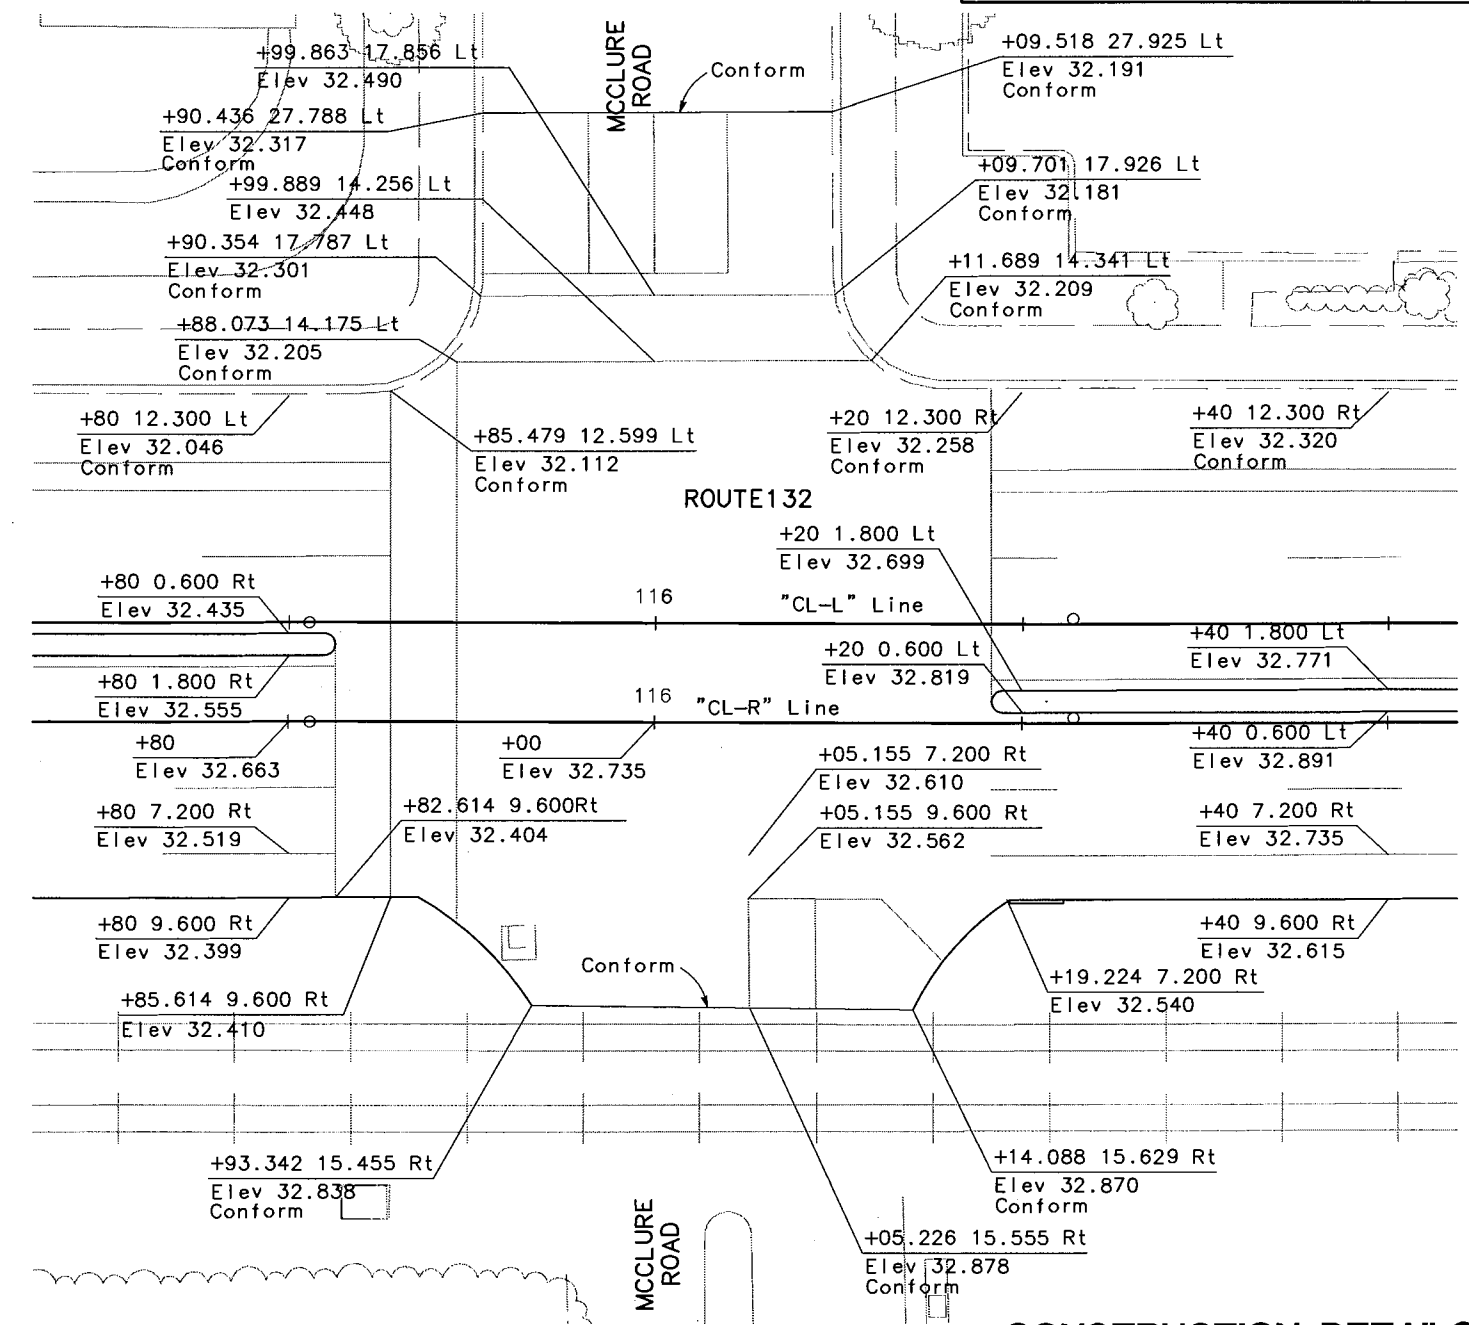 +99.863 17.856 Lt
Elev 32.490
MCCLURE
ROAD
Conform
+09.518 27.925 Lt
Elev 32.191
Conform
+90.436 27.788 Lt
Elev 32.317
Conform
+99.889 14.256 Lt
Elev 32.448
+09.701 17.926 Lt
Elev 32.181
Conform
+90.354 17.787 Lt
Elev 32.301
Conform
+11.689 14.341 Lt
Elev 32.209
Conform
+88.073 14.175 Lt
Elev 32.205
Conform
+80 12.300 Lt
Elev 32.046
Conform
+85.479 12.599 Lt
Elev 32.112
Conform
+20 12.300 Rt
Elev 32.258
Conform
+40 12.300 Rt
Elev 32.320
Conform
ROUTE132
+20 1.800 Lt
Elev 32.699
+80 0.600 Rt
Elev 32.435
116
"CL-L" Line
+20 0.600 Lt
Elev 32.819
+40 1.800 Lt
Elev 32.771
+80 1.800 Rt
Elev 32.555
116
"CL-R" Line
+80
Elev 32.663
+00
Elev 32.735
+05.155 7.200 Rt
Elev 32.610
+40 0.600 Lt
Elev 32.891
+80 7.200 Rt
Elev 32.519
+82.614 9.600Rt
Elev 32.404
+05.155 9.600 Rt
Elev 32.562
+40 7.200 Rt
Elev 32.735
+80 9.600 Rt
Elev 32.399
Conform
+40 9.600 Rt
Elev 32.615
+85.614 9.600 Rt
Elev 32.410
+19.224 7.200 Rt
Elev 32.540
+93.342 15.455 Rt
Elev 32.838
Conform
+14.088 15.629 Rt
Elev 32.870
Conform
MCCLURE
ROAD
+05.226 15.555 Rt
Elev 32.878
Conform
CONSTRUCTION DETAILS